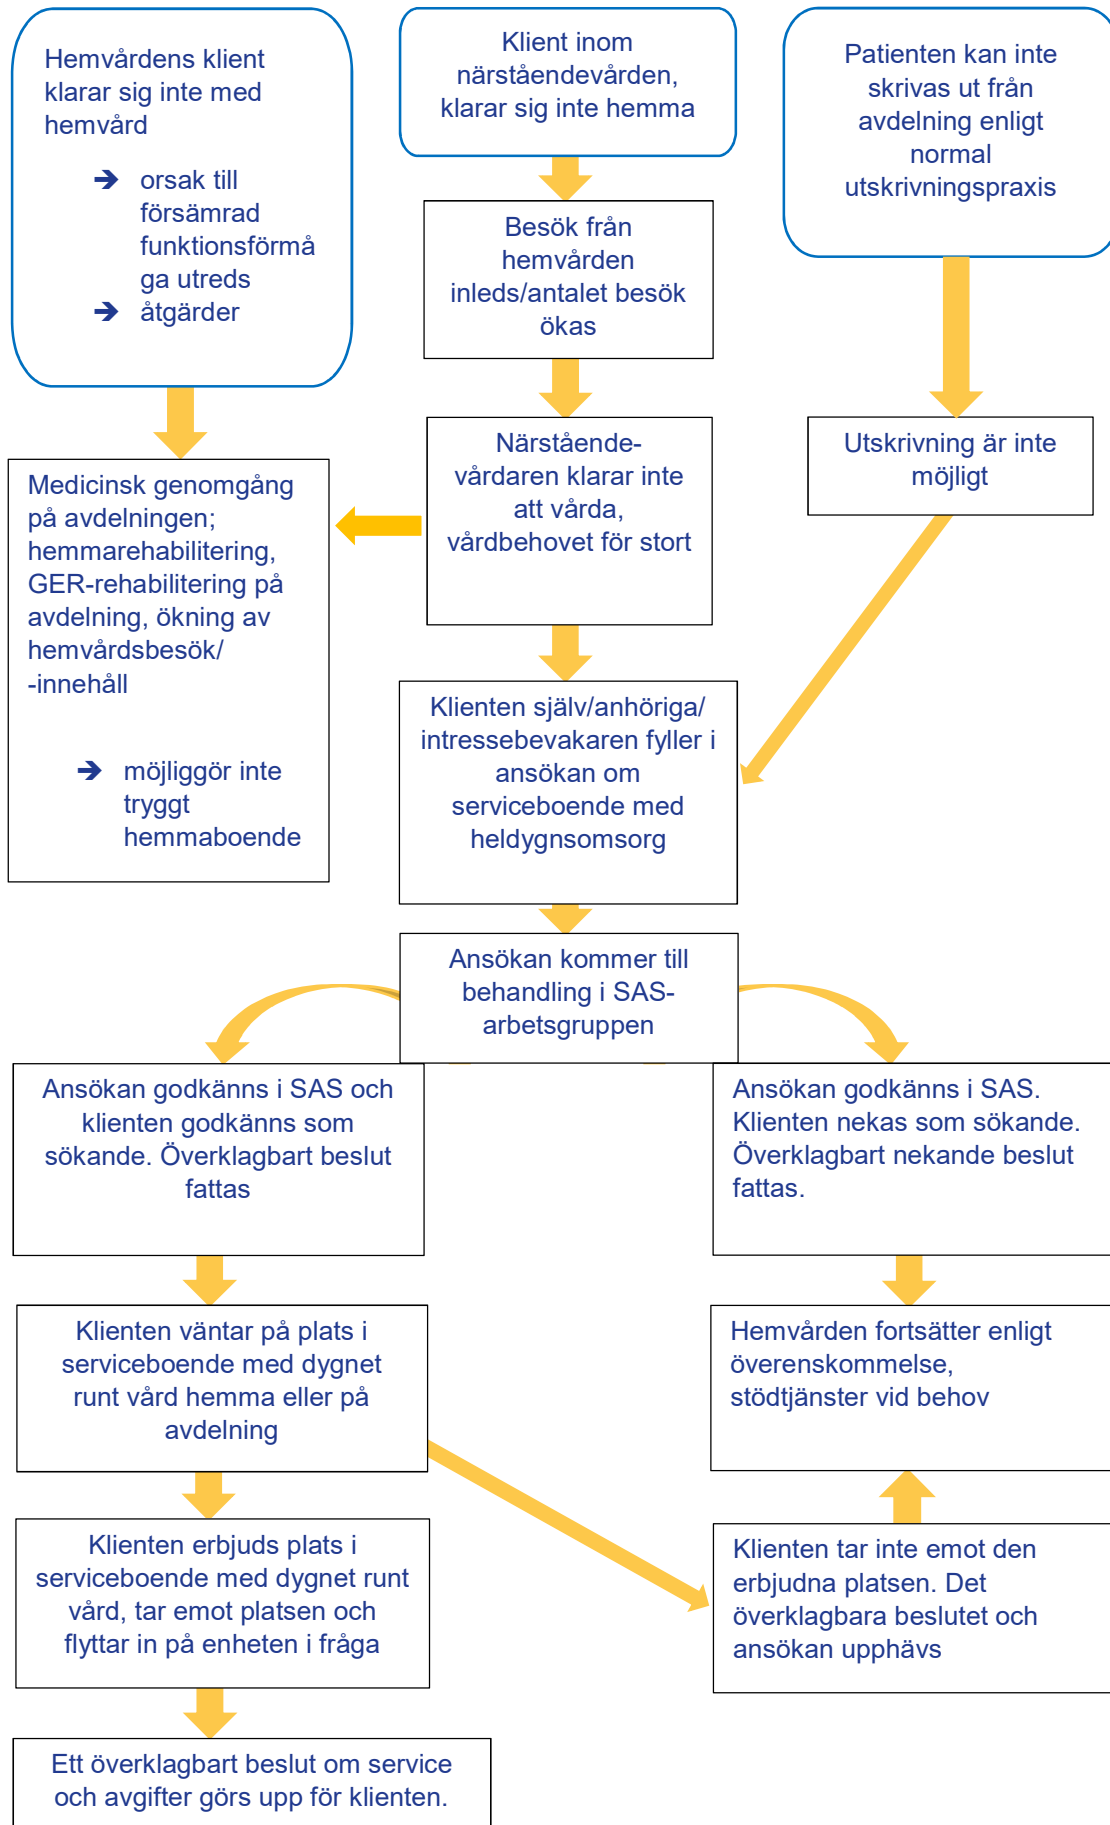 Hemvårdens klient
klarar sig inte med
hemvård
➔ orsak till
försämrad
funktionsförmå
ga utreds
➔ åtgärder
Klient inom
närståendevården,
klarar sig inte hemma
Patienten kan inte
skrivas ut från
avdelning enligt
normal
utskrivningspraxis
Besök från
hemvården
inleds/antalet besök
ökas
Närstående-
vårdaren klarar inte
att vårda,
vårdbehovet för stort
Utskrivning är inte
möjligt
Medicinsk genomgång
på avdelningen;
hemmarehabilitering,
GER-rehabilitering på
avdelning, ökning av
hemvårdsbesök/
-innehåll
➔ möjliggör inte
tryggt
hemmaboende
Klienten själv/anhöriga/
intressebevakaren fyller i
ansökan om
serviceboende med
heldygnsomsorg
Ansökan kommer till
behandling i SAS-
arbetsgruppen
Ansökan godkänns i SAS och
klienten godkänns som
sökande. Överklagbart beslut
fattas
Ansökan godkänns i SAS.
Klienten nekas som sökande.
Överklagbart nekande beslut
fattas.
Klienten väntar på plats i
serviceboende med dygnet
runt vård hemma eller på
avdelning
Hemvården fortsätter enligt
överenskommelse,
stödtjänster vid behov
Klienten erbjuds plats i
serviceboende med dygnet runt
vård, tar emot platsen och
flyttar in på enheten i fråga
Klienten tar inte emot den
erbjudna platsen. Det
överklagbara beslutet och
ansökan upphävs
Ett överklagbart beslut om service
och avgifter görs upp för klienten.